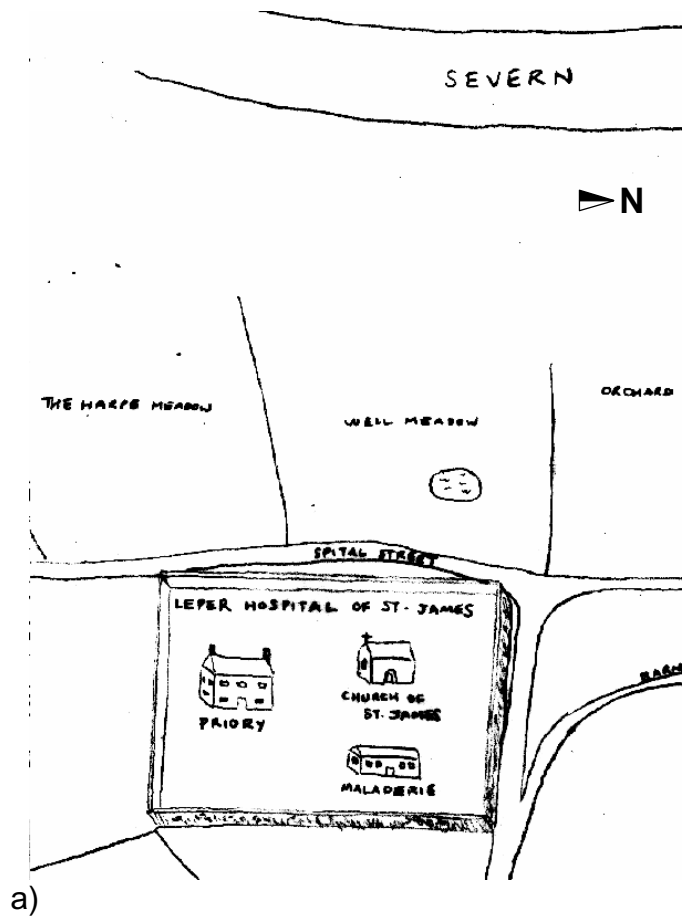 SEVERN
N
THE HARPE MEADOW
WELL MEADOW
ORCHARD
SPITAL STREET
LEPER HOSPITAL OF ST. JAMES
PRIORY
CHURCH OF
ST. JAMES
MALADERIE
BARN
a)